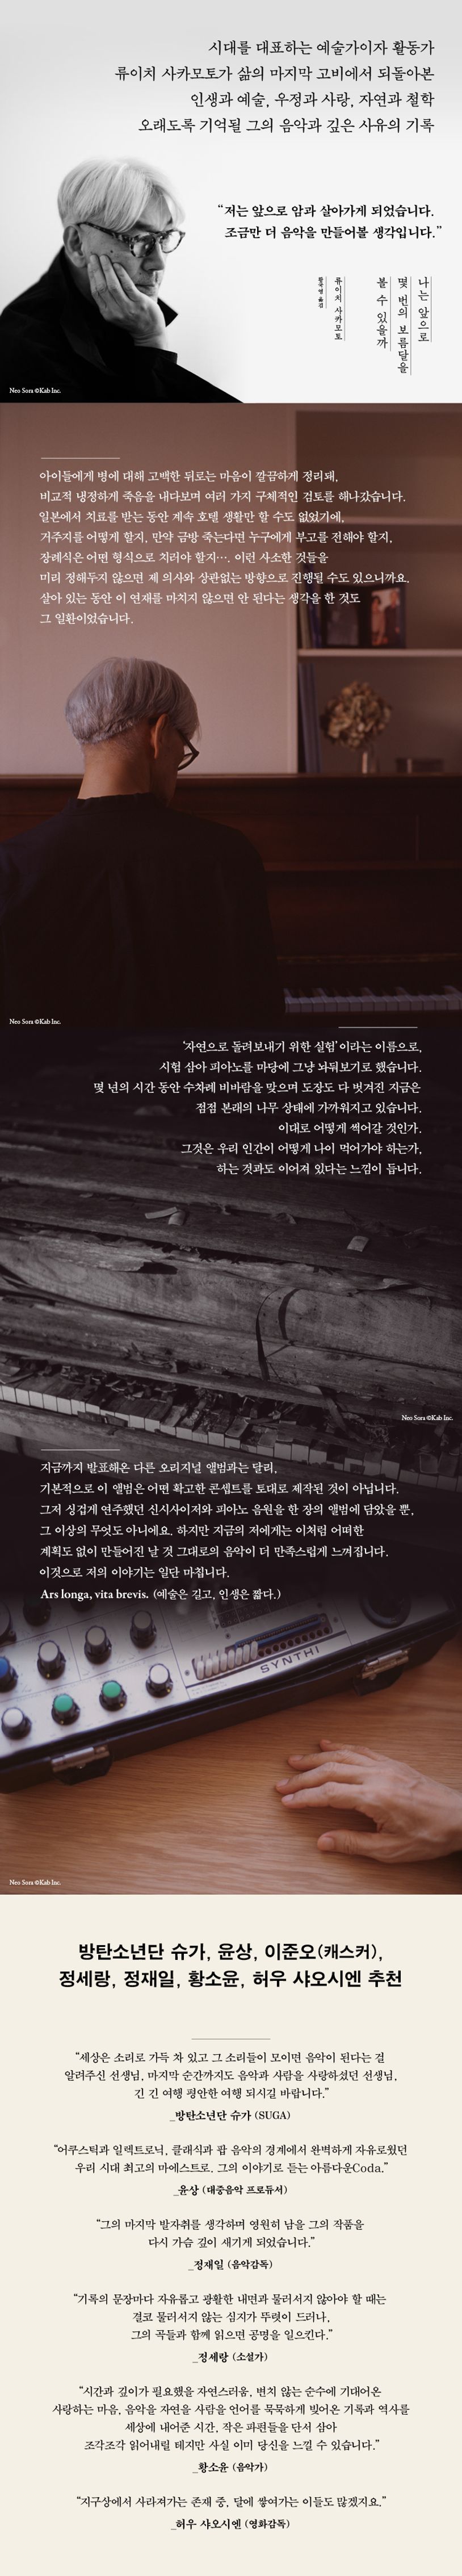 시대를 대표하는 예술가이자 활동가
류이치 사카모토가 삶의 마지막 고비에서 되돌아본
인생과 예술, 우정과 사랑, 자연과 철학
오래도록 기억될 그의 음악과 깊은 사유의 기록
“저는 앞으로 암과 살아가게 되었습니다.
조금만 더 음악을 만들어볼 생각입니다.”
나는 앞으로
몇 번의 보름달을
볼 수 있을까
류이치 사카모토
황국영 옮김
Neo Sora ©Kab Inc.
아이들에게 병에 대해 고백한 뒤로는 마음이 깔끔하게 정리돼,
비교적 냉정하게 죽음을 내다보며 여러 가지 구체적인 검토를 해나갔습니다.
일본에서 치료를 받는 동안 계속 호텔 생활만 할 수도 없었기에,
거주지를 어떻게 할지, 만약 금방 죽는다면 누구에게 부고를 전해야 할지,
장례식은 어떤 형식으로 치러야 할지…. 이런 사소한 것들을
미리 정해두지 않으면 제 의사와 상관없는 방향으로 진행될 수도 있으니까요.
살아 있는 동안 이 연재를 마치지 않으면 안 된다는 생각을 한 것도
그 일환이었습니다.
Neo Sora ©Kab Inc.
‘자연으로 돌려보내기 위한 실험’이라는 이름으로,
시험 삼아 피아노를 마당에 그냥 놔둬보기로 했습니다.
몇 년의 시간 동안 수차례 비바람을 맞으며 도장도 다 벗겨진 지금은
점점 본래의 나무 상태에 가까워지고 있습니다.
이대로 어떻게 썩어갈 것인가.
그것은 우리 인간이 어떻게 나이 먹어가야 하는가,
하는 것과도 이어져 있다는 느낌이 듭니다.
Neo Sora ©Kab Inc.
지금까지 발표해온 다른 오리지널 앨범과는 달리,
기본적으로 이 앨범은 어떤 확고한 콘셉트를 토대로 제작된 것이 아닙니다.
그저 싱겁게 연주했던 신시사이저와 피아노 음원을 한 장의 앨범에 담았을 뿐,
그 이상의 무엇도 아니에요. 하지만 지금의 저에게는 이처럼 어떠한
계획도 없이 만들어진 날 것 그대로의 음악이 더 만족스럽게 느껴집니다.
이것으로 저의 이야기는 일단 마칩니다.
Ars longa, vita brevis. (예술은 길고, 인생은 짧다.)
SYNTHI
Neo Sora ©Kab Inc.
방탄소년단 슈가, 윤상, 이준오(캐스커),
정세랑, 정재일, 황소윤, 허우 샤오시엔 추천
“세상은 소리로 가득 차 있고 그 소리들이 모이면 음악이 된다는 걸
알려주신 선생님, 마지막 순간까지도 음악과 사람을 사랑하셨던 선생님,
긴 긴 여행 평안한 여행 되시길 바랍니다.”
_방탄소년단 슈가 (SUGA)
“어쿠스틱과 일렉트로닉, 클래식과 팝 음악의 경계에서 완벽하게 자유로웠던
우리 시대 최고의 마에스트로. 그의 이야기로 듣는 아름다운Coda.”
_윤상 (대중음악 프로듀서)
“그의 마지막 발자취를 생각하며 영원히 남을 그의 작품을
다시 가슴 깊이 새기게 되었습니다.”
_정재일 (음악감독)
“기록의 문장마다 자유롭고 광활한 내면과 물러서지 않아야 할 때는
결코 물러서지 않는 심지가 뚜렷이 드러나,
그의 곡들과 함께 읽으면 공명을 일으킨다.”
_정세랑 (소설가)
“시간과 깊이가 필요했을 자연스러움, 변치 않는 순수에 기대어온
사랑하는 마음, 음악을 자연을 사람을 언어를 묵묵하게 빚어온 기록과 역사를
세상에 내어준 시간, 작은 파편들을 단서 삼아
조각조각 읽어내릴 테지만 사실 이미 당신을 느낄 수 있습니다.”
_황소윤 (음악가)
“지구상에서 사라져가는 존재 중, 달에 쌓여가는 이들도 많겠지요.”
_허우 샤오시엔 (영화감독)